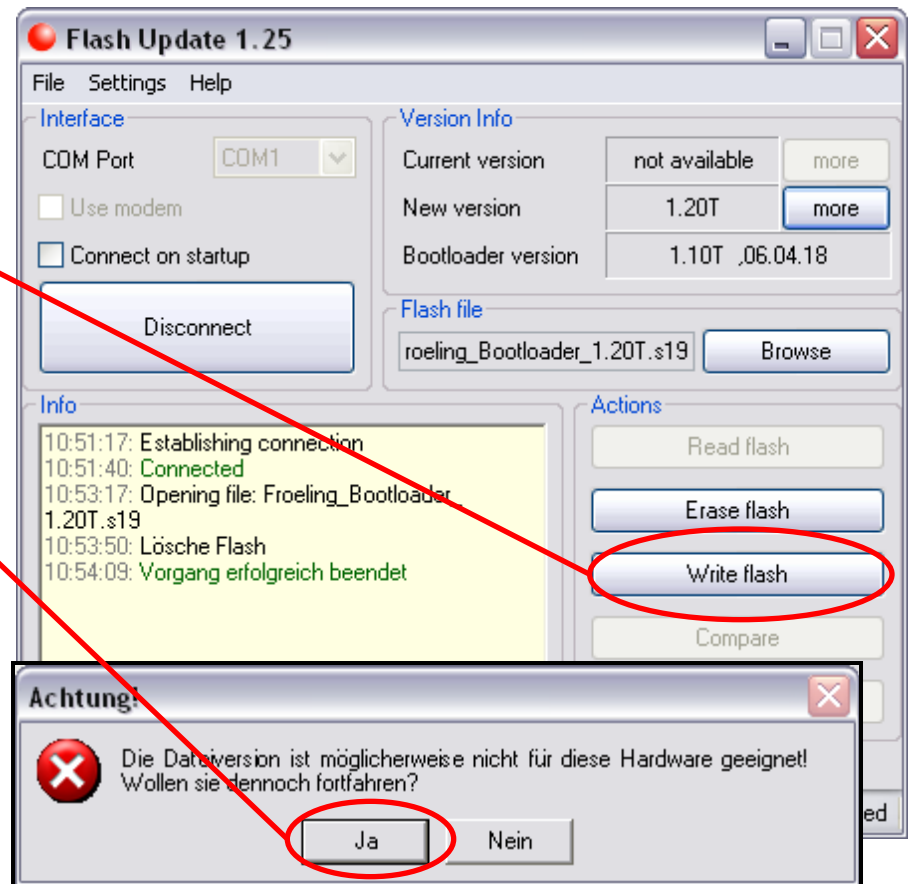 Flash Update 1.25
File Settings Help
Interface
COM Port COM1
Use modem
Connect on startup
Disconnect
Version Info
Current version not available more
New version 1.20T more
Bootloader version 1.10T ,06.04.18
Flash file
roeling_Bootloader_1.20T.s19 Browse
Info
10:51:17: Establishing connection
10:51:40: Connected
10:53:17: Opening file: Froeling_Bootloader_
1.20T.s19
10:53:50: Lösche Flash
10:54:09: Vorgang erfolgreich beendet
Actions
Read flash
Erase flash
Write flash
Compare
Achtung!
Die Dateiversion ist möglicherweise nicht für diese Hardware geeignet!
Wollen sie dennoch fortfahren?
Ja Nein
ed